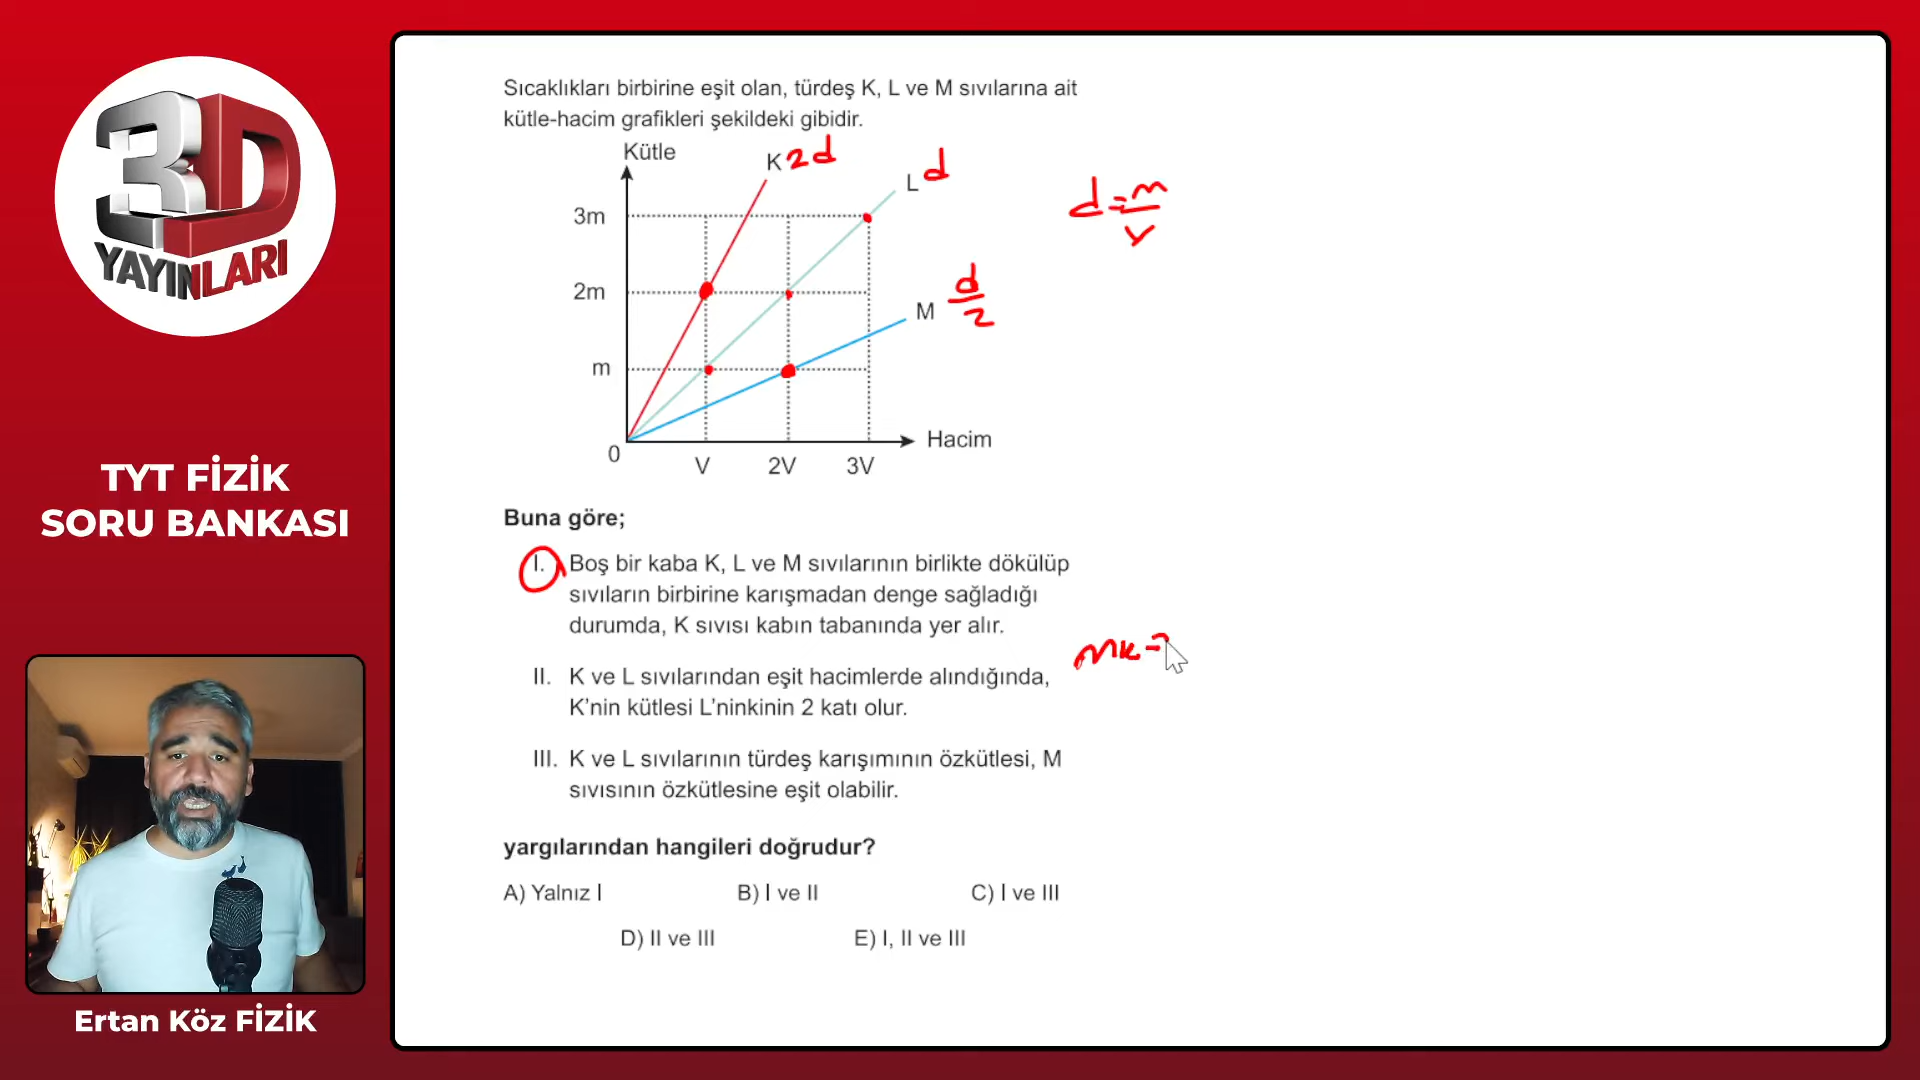 3D
YAYINLARI
TYT FİZİK
SORU BANKASI
Ertan Köz FİZİK
Sıcaklıkları birbirine eşit olan, türdeş K, L ve M sıvılarına ait
kütle-hacim grafikleri şekildeki gibidir.
Kütle
K 2d
L d
d = m/v
3m
2m
M d/2
m
0
V
2V
3V
Hacim
Buna göre;
I. Boş bir kaba K, L ve M sıvılarının birlikte dökülüp
sıvıların birbirine karışmadan denge sağladığı
durumda, K sıvısı kabın tabanında yer alır.
mK =
II. K ve L sıvılarından eşit hacimlerde alındığında,
K'nin kütlesi L'ninkinin 2 katı olur.
III. K ve L sıvılarının türdeş karışımının özkütlesi, M
sıvısının özkütlesine eşit olabilir.
yargılarından hangileri doğrudur?
A) Yalnız I
B) I ve II
C) I ve III
D) II ve III
E) I, II ve III